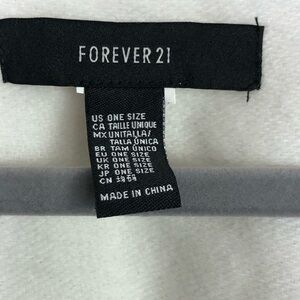 FOREVER 21
US ONE SIZE
CA TAILLE UNIQUE
MX UNITALLA/
TALLA ÚNICA
BR TAM ÚNICO
EU ONE SIZE
UK ONE SIZE
KR ONE SIZE
JP ONE SIZE
CN
MADE IN CHINA